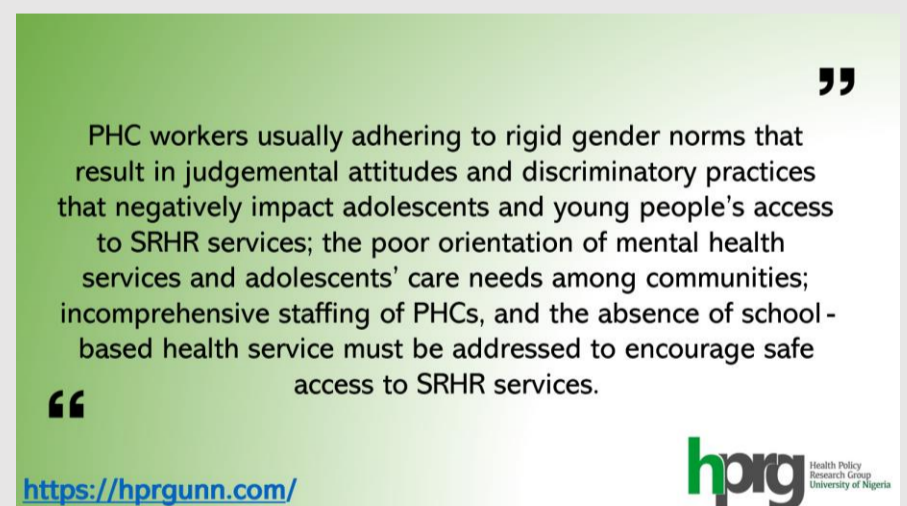 ”
PHC workers usually adhering to rigid gender norms that
result in judgemental attitudes and discriminatory practices
that negatively impact adolescents and young people’s access
to SRHR services; the poor orientation of mental health
services and adolescents’ care needs among communities;
incomprehensive staffing of PHCs, and the absence of school-
based health service must be addressed to encourage safe
access to SRHR services.
“
https://hprgunn.com/
hprg
Health Policy
Research Group
University of Nigeria